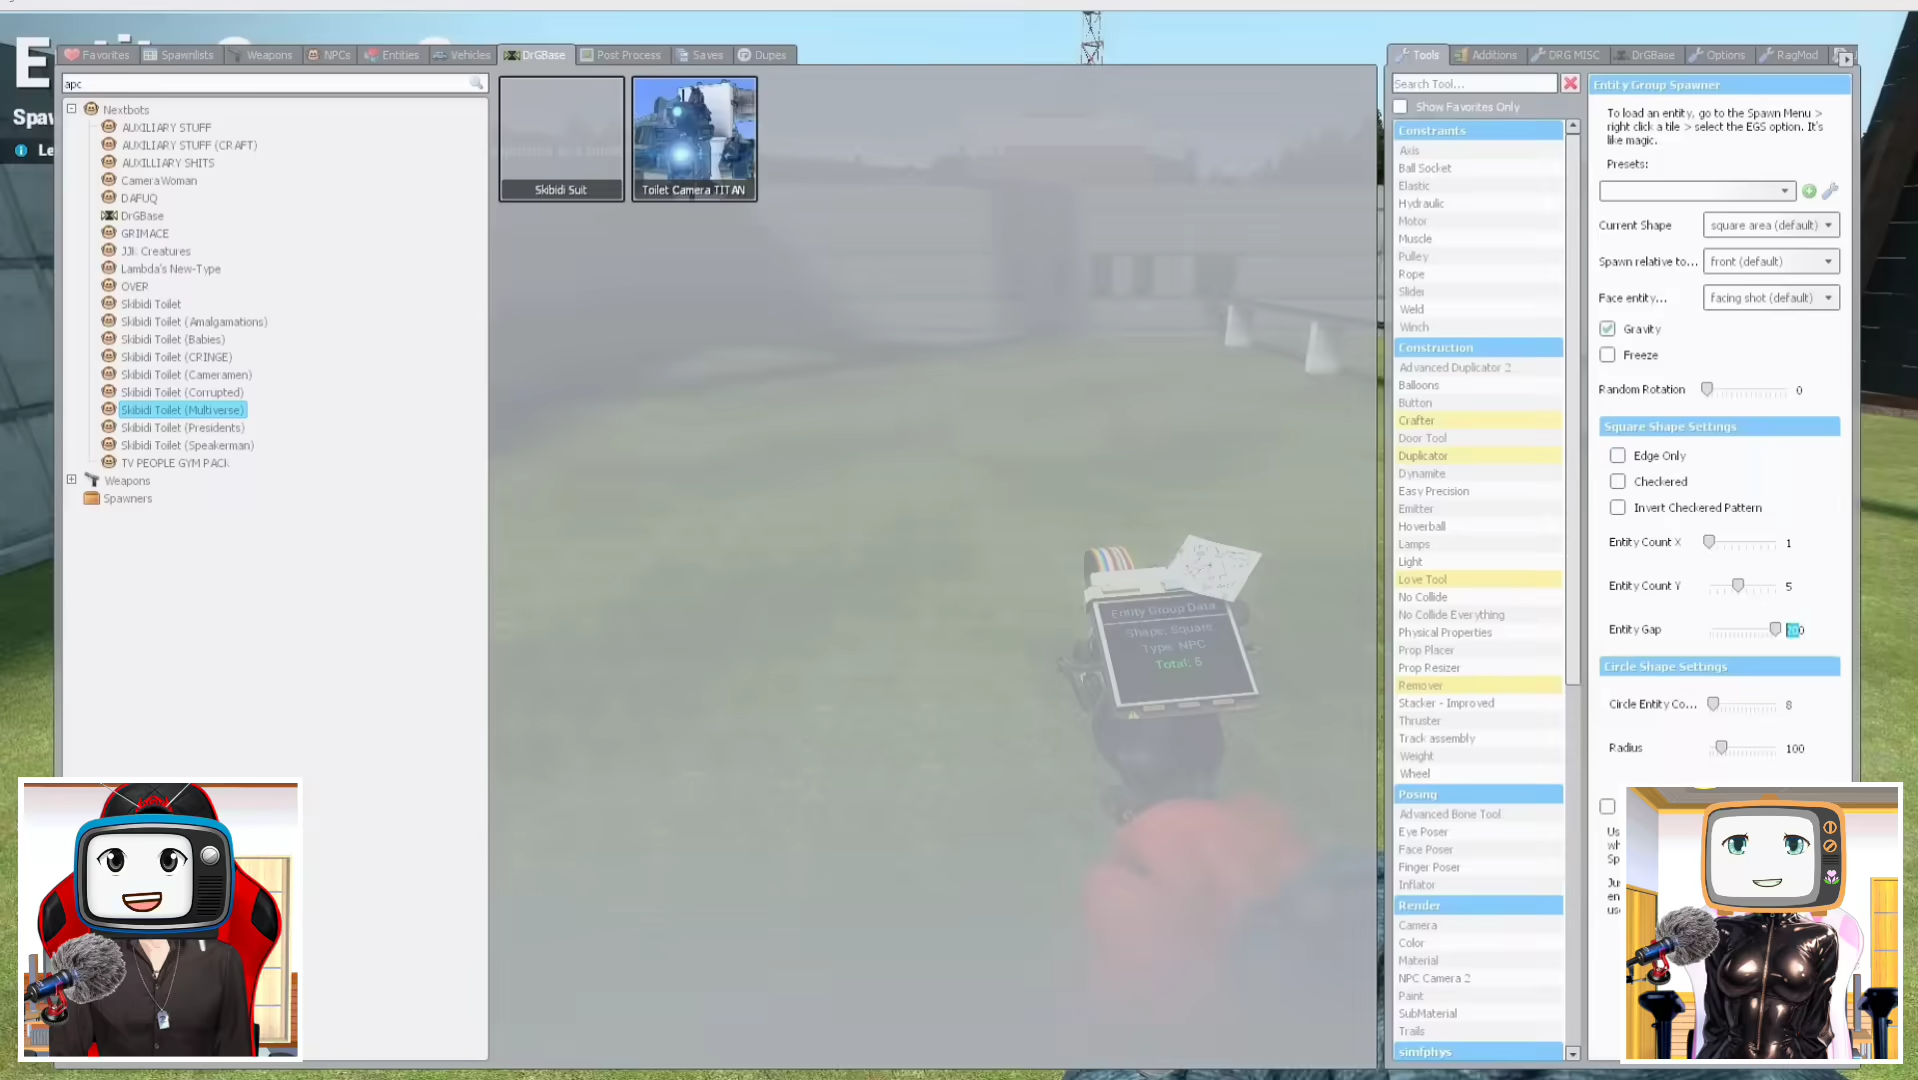 Favorites
Spawnlists
Weapons
NPCs
Entities
Vehicles
DrGBase
Post Process
Saves
Dupes
apc
Nextbots
AUXILIARY STUFF
AUXILIARY STUFF (CRAFT)
AUXILLIARY SHITS
Camera Woman
DAFUQ
DrGBase
GRIMACE
JJK Creatures
Lambda's New-Type
OVER
Skibidi Toilet
Skibidi Toilet (Amalgamations)
Skibidi Toilet (Babies)
Skibidi Toilet (CRINGE)
Skibidi Toilet (Cameramen)
Skibidi Toilet (Corrupted)
Skibidi Toilet (Multiverse)
Skibidi Toilet (Presidents)
Skibidi Toilet (Speakerman)
TV PEOPLE GYM PACK
Weapons
Spawners
Skibidi Suit
Toilet Camera TITAN
Entity Group Data
Shape: Square
Type: NPC
Total: 5
Tools
Additions
DRG MISC
DrGBase
Options
RagMod
Search Tool...
Show Favorites Only
Constraints
Axis
Ball Socket
Elastic
Hydraulic
Motor
Muscle
Pulley
Rope
Slider
Weld
Winch
Construction
Advanced Duplicator 2
Balloons
Button
Crafter
Door Tool
Duplicator
Dynamite
Easy Precision
Emitter
Hoverball
Lamps
Light
Love Tool
No Collide
No Collide Everything
Physical Properties
Prop Placer
Prop Resizer
Remover
Stacker - Improved
Thruster
Track assembly
Weight
Wheel
Posing
Advanced Bone Tool
Eye Poser
Face Poser
Finger Poser
Inflator
Render
Camera
Color
Material
NPC Camera 2
Paint
SubMaterial
Trails
simfphys
Entity Group Spawner
To load an entity, go to the Spawn Menu >
right click a tile > select the EGS option. It's
like magic.
Presets:
Current Shape square area (default)
Spawn relative to... front (default)
Face entity... facing shot (default)
Gravity
Freeze
Random Rotation 0
Square Shape Settings
Edge Only
Checkered
Invert Checkered Pattern
Entity Count X 1
Entity Count Y 5
Entity Gap
Circle Shape Settings
Circle Entity Co... 8
Radius 100